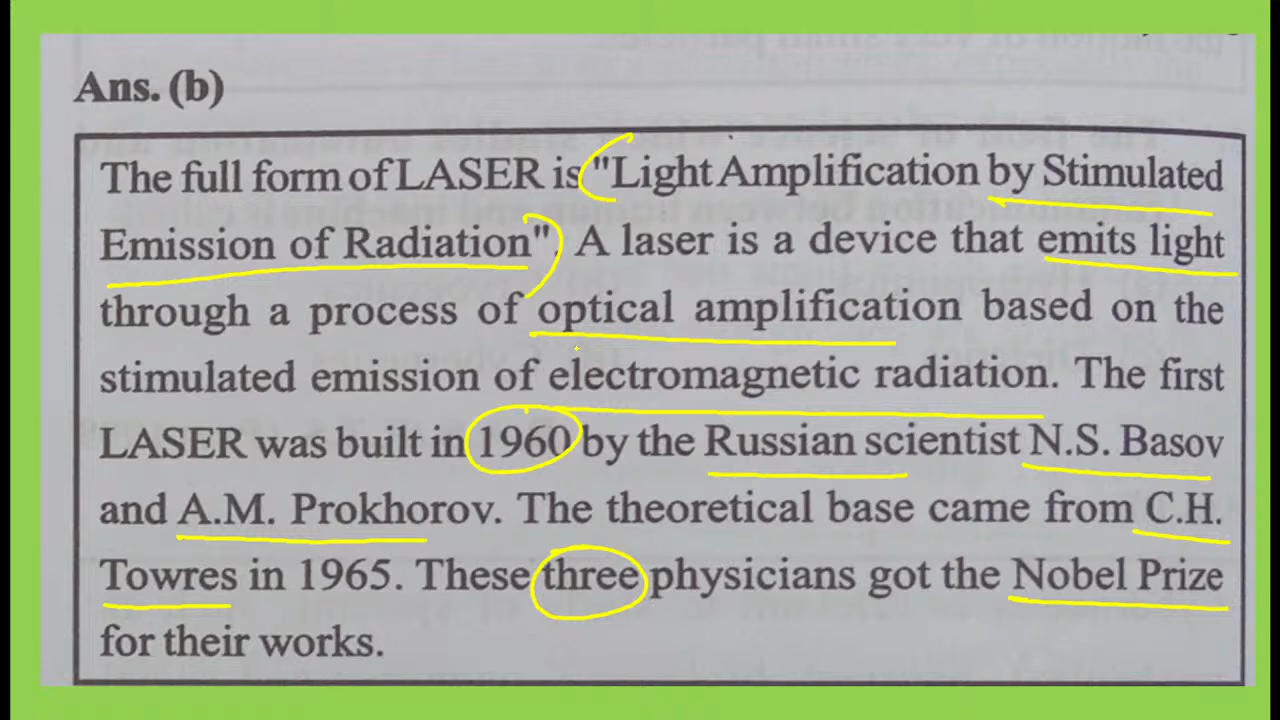 Ans. (b)
The full form of LASER is "Light Amplification by Stimulated
Emission of Radiation". A laser is a device that emits light
through a process of optical amplification based on the
stimulated emission of electromagnetic radiation. The first
LASER was built in 1960 by the Russian scientist N.S. Basov
and A.M. Prokhorov. The theoretical base came from C.H.
Towres in 1965. These three physicians got the Nobel Prize
for their works.